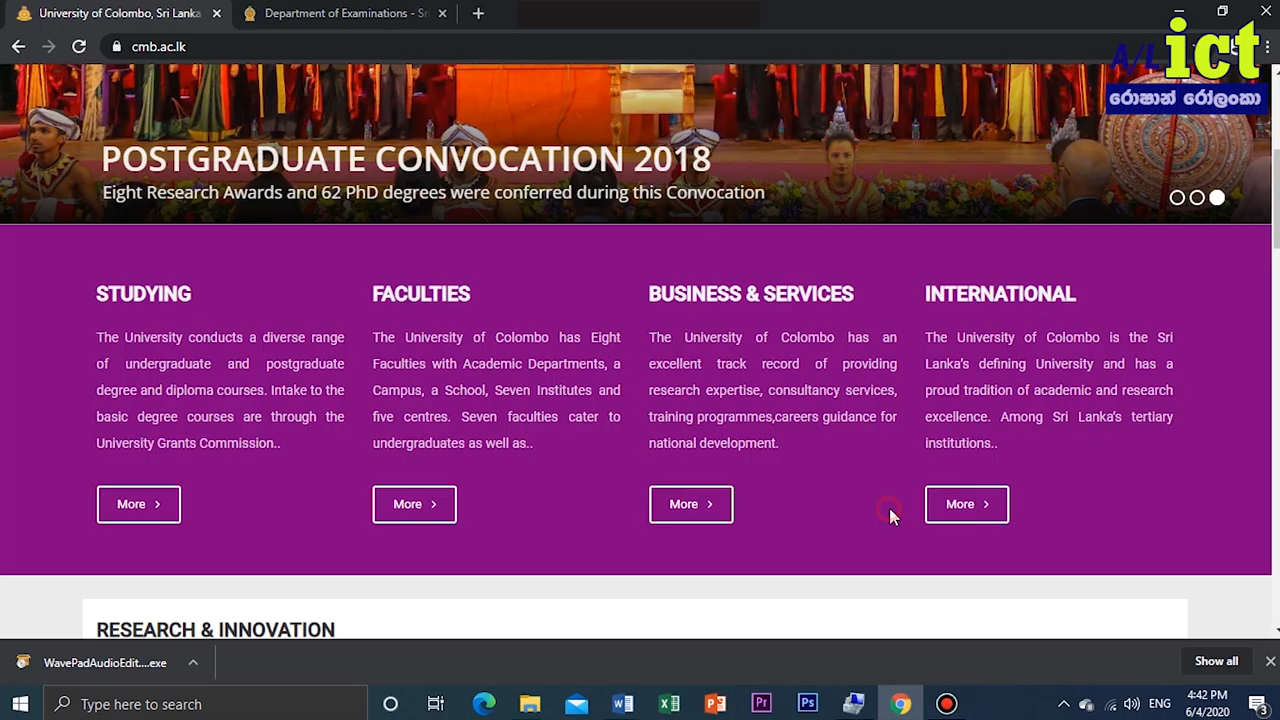 University of Colombo, Sri Lanka
Department of Examinations - Sri
cmb.ac.lk
A/L ict
රොෂාන් රෝලංකා
POSTGRADUATE CONVOCATION 2018
Eight Research Awards and 62 PhD degrees were conferred during this Convocation
STUDYING
The University conducts a diverse range
of undergraduate and postgraduate
degree and diploma courses. Intake to the
basic degree courses are through the
University Grants Commission..
More
FACULTIES
The University of Colombo has Eight
Faculties with Academic Departments, a
Campus, a School, Seven Institutes and
five centres. Seven faculties cater to
undergraduates as well as..
More
BUSINESS & SERVICES
The University of Colombo has an
excellent track record of providing
research expertise, consultancy services,
training programmes,careers guidance for
national development.
More
INTERNATIONAL
The University of Colombo is the Sri
Lanka's defining University and has a
proud tradition of academic and research
excellence. Among Sri Lanka's tertiary
institutions..
More
RESEARCH & INNOVATION
WavePadAudioEdit....exe
Show all
Type here to search
ENG
4:42 PM
6/4/2020
3